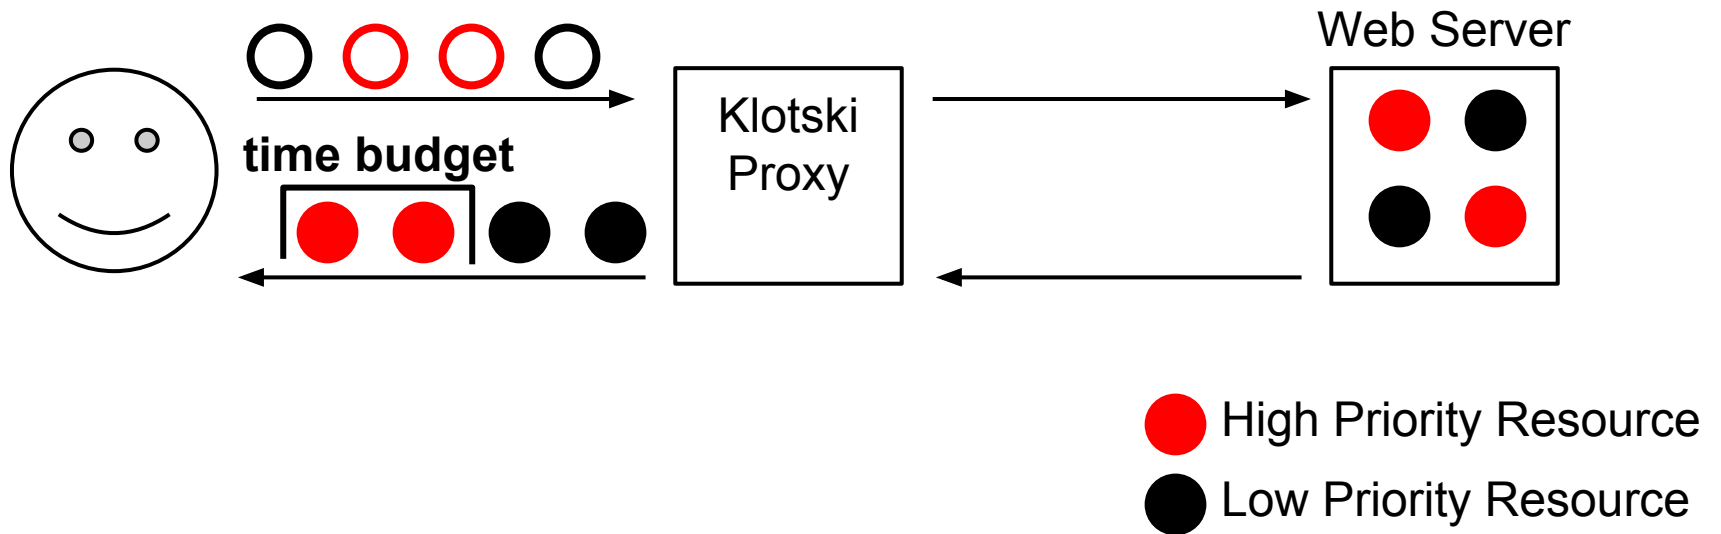 Web Server
Klotski
Proxy
time budget
High Priority Resource
Low Priority Resource